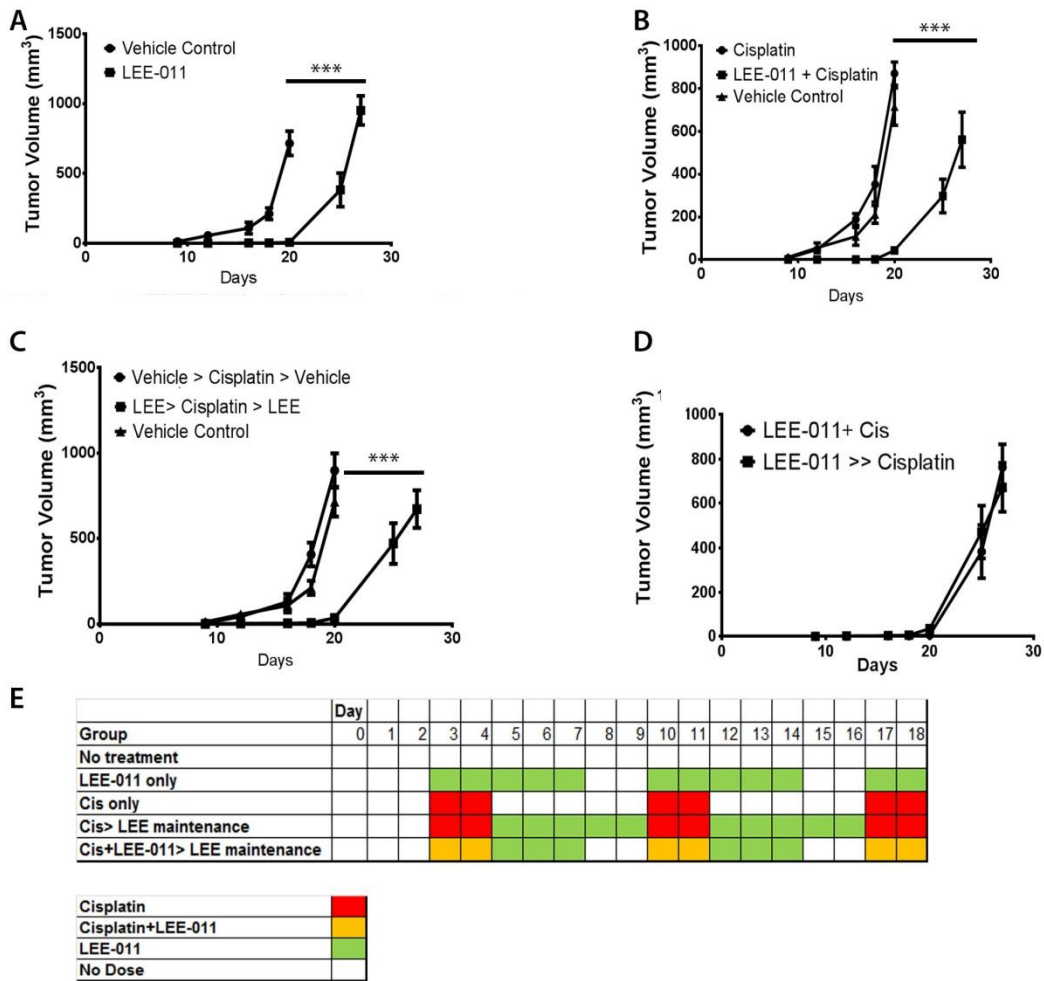 A
Tumor Volume (mm³)
1500
1000
500
0
0
10
20
30
Days
Vehicle Control
LEE-011
***
B
Tumor Volume (mm³)
1000
800
600
400
200
0
0
10
20
30
Days
Cisplatin
LEE-011 + Cisplatin
Vehicle Control
***
C
Tumor Volume (mm³)
1500
1000
500
0
0
10
20
30
Days
Vehicle > Cisplatin > Vehicle
LEE> Cisplatin > LEE
Vehicle Control
***
D
Tumor Volume (mm³)
1000
800
600
400
200
0
0
10
20
30
Days
LEE-011+ Cis
LEE-011 >> Cisplatin
E
Day
Group 0 1 2 3 4 5 6 7 8 9 10 11 12 13 14 15 16 17 18
No treatment
LEE-011 only
Cis only
Cis> LEE maintenance
Cis+LEE-011> LEE maintenance
Cisplatin
Cisplatin+LEE-011
LEE-011
No Dose